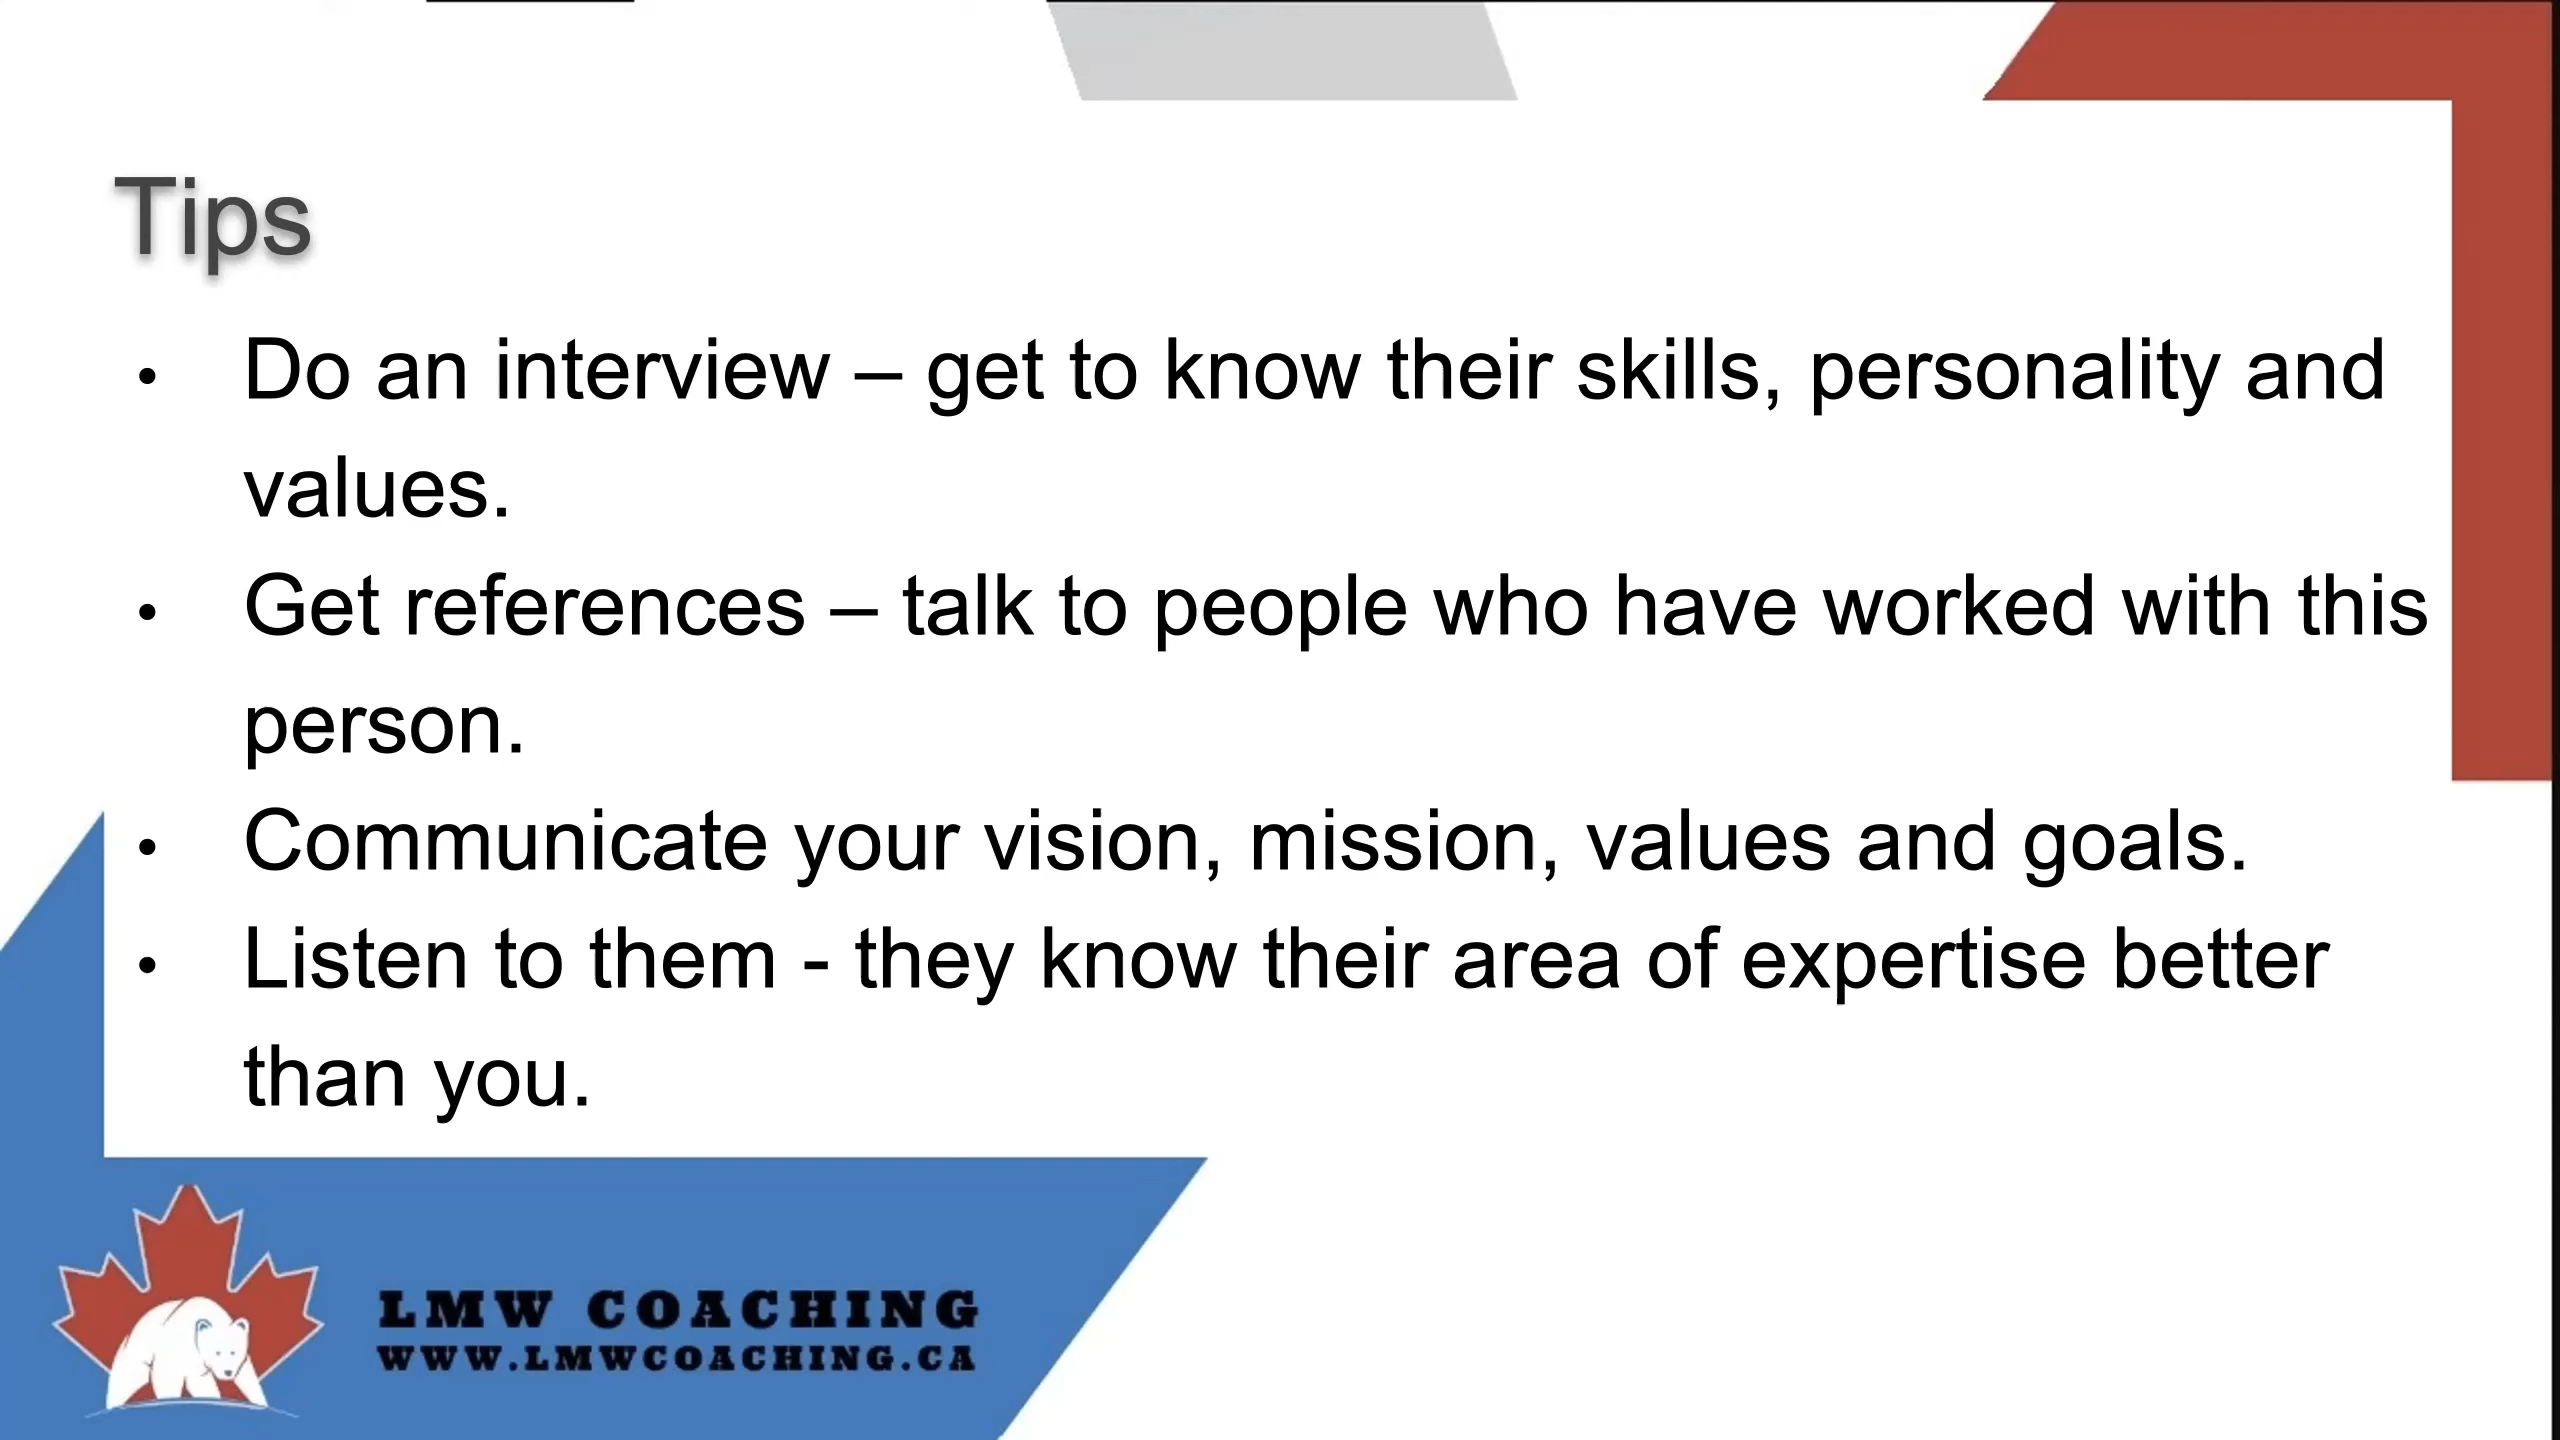 Tips
• Do an interview – get to know their skills, personality and
values.
• Get references – talk to people who have worked with this
person.
• Communicate your vision, mission, values and goals.
• Listen to them - they know their area of expertise better
than you.
LMW COACHING
WWW.LMWCOACHING.CA